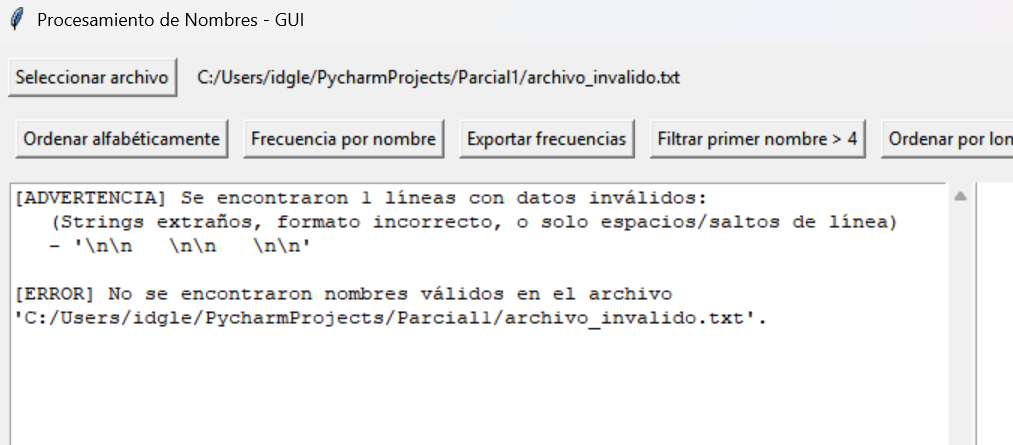 Procesamiento de Nombres - GUI
Seleccionar archivo C:/Users/idgle/PycharmProjects/Parcial1/archivo_invalido.txt
Ordenar alfabéticamente Frecuencia por nombre Exportar frecuencias Filtrar primer nombre > 4 Ordenar por lon
[ADVERTENCIA] Se encontraron 1 líneas con datos inválidos:
(Strings extraños, formato incorrecto, o solo espacios/saltos de línea)
- '\n\n   \n\n   \n\n'
[ERROR] No se encontraron nombres válidos en el archivo
'C:/Users/idgle/PycharmProjects/Parcial1/archivo_invalido.txt'.